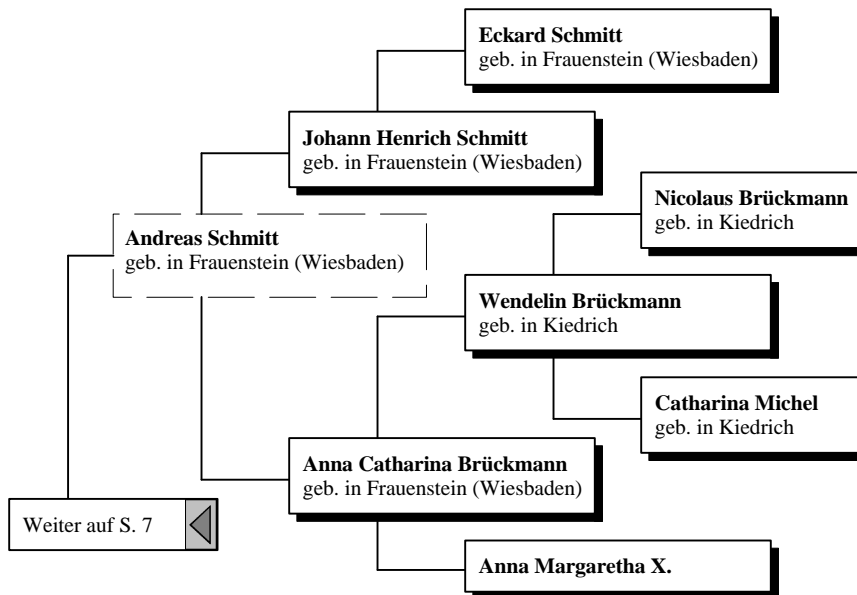 Eckard Schmitt
geb. in Frauenstein (Wiesbaden)
Johann Henrich Schmitt
geb. in Frauenstein (Wiesbaden)
Nicolaus Brückmann
geb. in Kiedrich
Andreas Schmitt
geb. in Frauenstein (Wiesbaden)
Wendelin Brückmann
geb. in Kiedrich
Catharina Michel
geb. in Kiedrich
Anna Catharina Brückmann
geb. in Frauenstein (Wiesbaden)
Weiter auf S. 7
Anna Margaretha X.